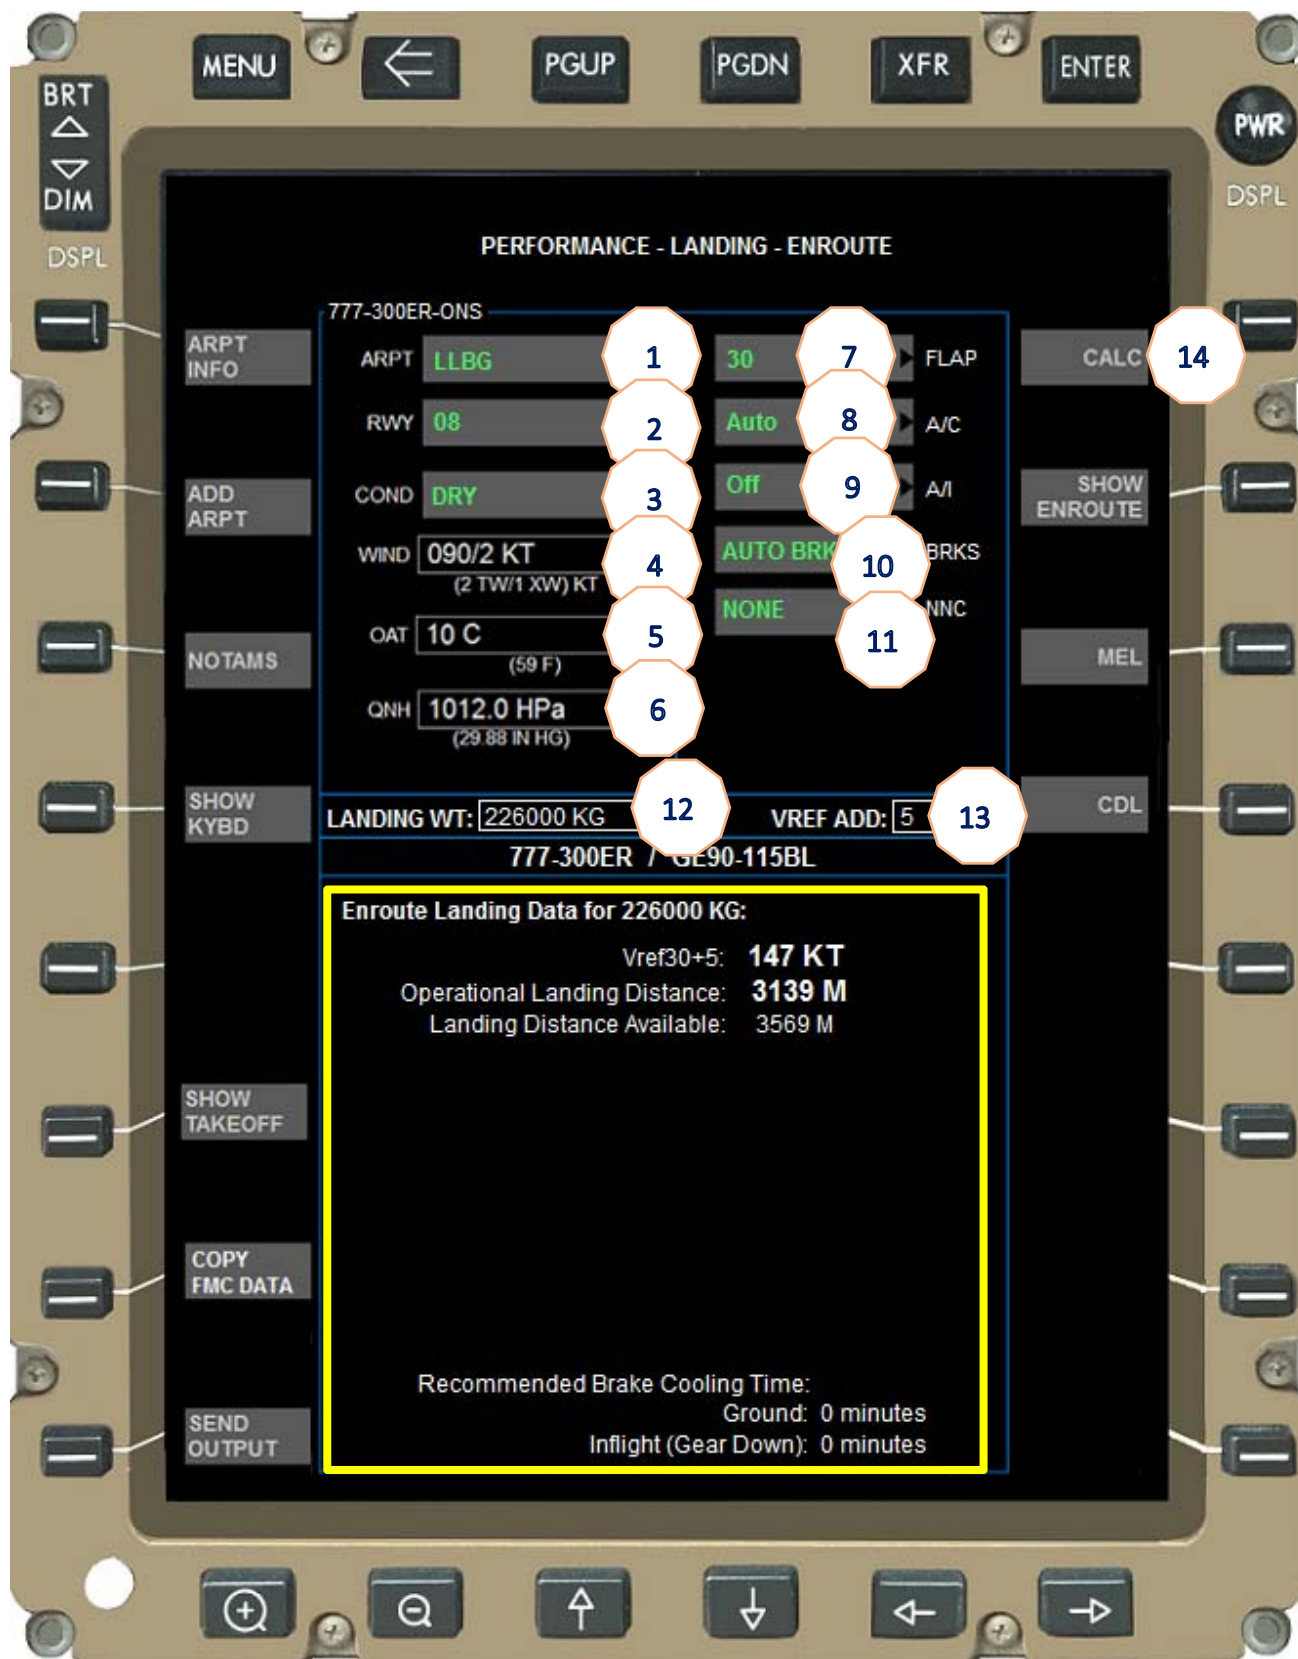 MENU
PGUP
PGDN
XFR
ENTER
BRT
DIM
DSPL
PWR
DSPL
PERFORMANCE - LANDING - ENROUTE
777-300ER-ONS
ARPT INFO
ARPT LLBG 1
30 7 FLAP
CALC 14
RWY 08 2
Auto 8 A/C
ADD ARPT
COND DRY 3
Off 9 A/I
SHOW ENROUTE
WIND 090/2 KT 4
(2 TW/1 XW) KT
AUTO BRK 10 BRKS
OAT 10 C 5
(59 F)
NONE 11 NNC
NOTAMS
MEL
QNH 1012.0 HPa 6
(29.88 IN HG)
SHOW KYBD
LANDING WT: 226000 KG 12
VREF ADD: 5 13
CDL
777-300ER / GE90-115BL
Enroute Landing Data for 226000 KG:
Vref30+5: 147 KT
Operational Landing Distance: 3139 M
Landing Distance Available: 3569 M
SHOW TAKEOFF
COPY FMC DATA
Recommended Brake Cooling Time:
Ground: 0 minutes
Inflight (Gear Down): 0 minutes
SEND OUTPUT